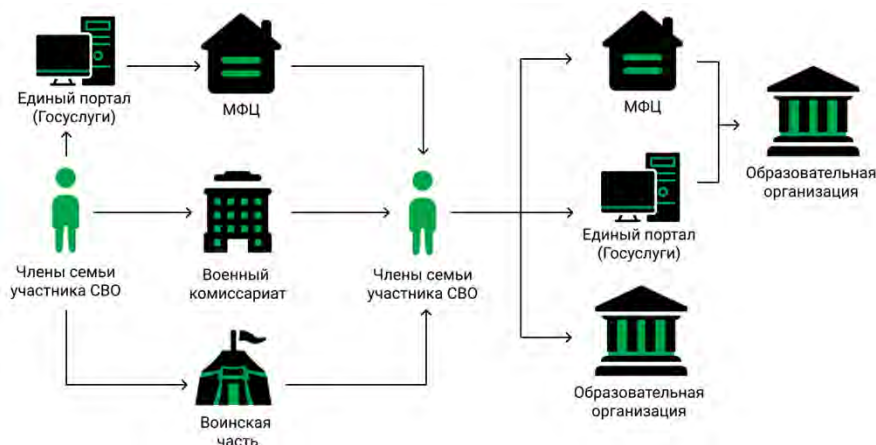 Единый портал
(Госуслуги)
МФЦ
Члены семьи
участника СВО
Военный
комиссариат
Воинская
часть
Члены семьи
участника СВО
МФЦ
Единый портал
(Госуслуги)
Образовательная
организация
Образовательная
организация